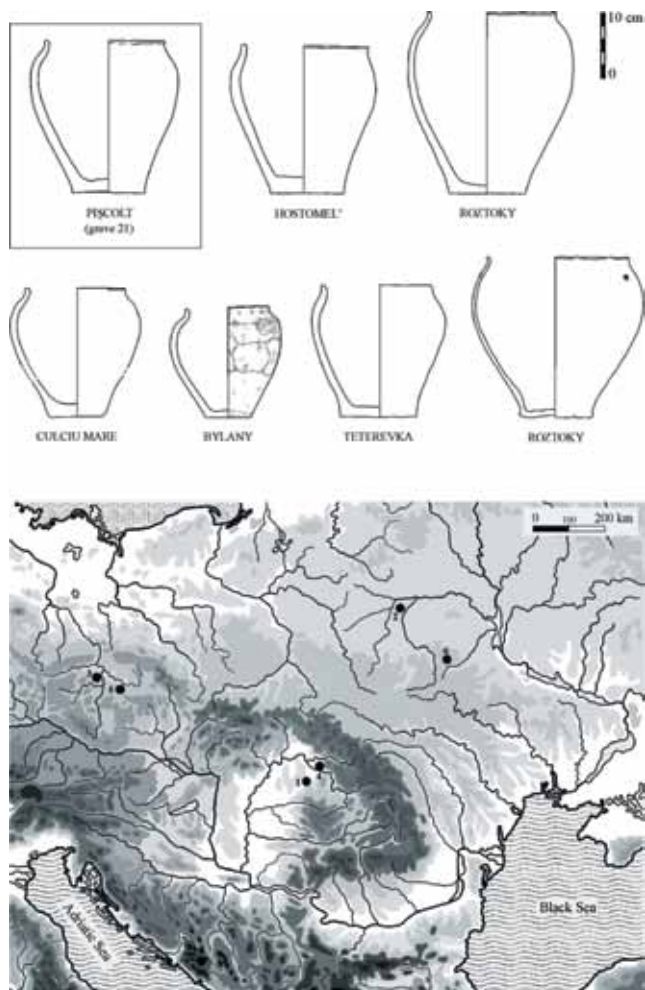 10 cm
0
PIŞCOLT
(grave 21)
HOSTOMEL'
ROZTOKY
CULCIU MARE
BYLANY
TETEREVKA
ROZTOKY
0 100 200 km
Adriatic Sea
Black Sea